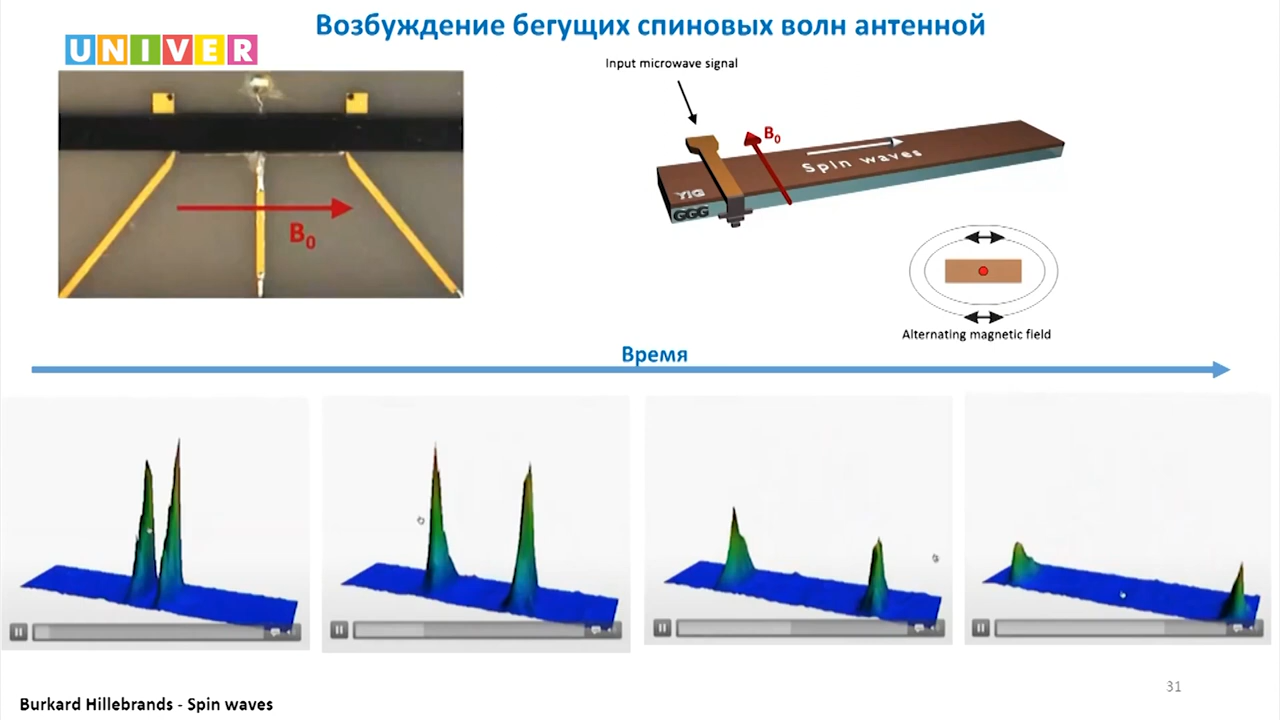 Возбуждение бегущих спиновых волн антенной
UNIVER
Input microwave signal
B0
Spin waves
YIG
GGG
B0
Alternating magnetic field
Время
31
Burkard Hillebrands - Spin waves